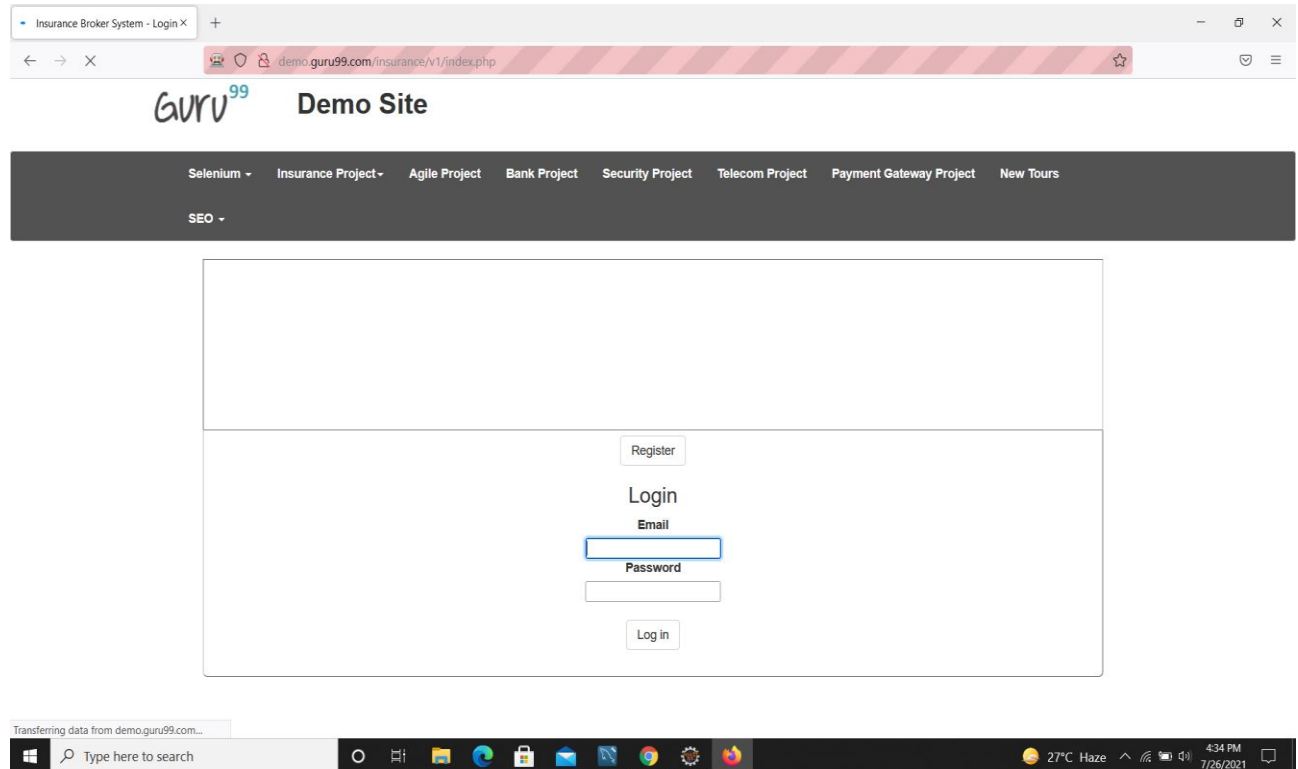 Insurance Broker System - Login
demo.guru99.com/insurance/v1/index.php
Guru99 Demo Site
Selenium Insurance Project Agile Project Bank Project Security Project Telecom Project Payment Gateway Project New Tours
SEO
Register
Login
Email
Password
Log in
Transferring data from demo.guru99.com...
Type here to search
27°C Haze
4:34 PM
7/26/2021